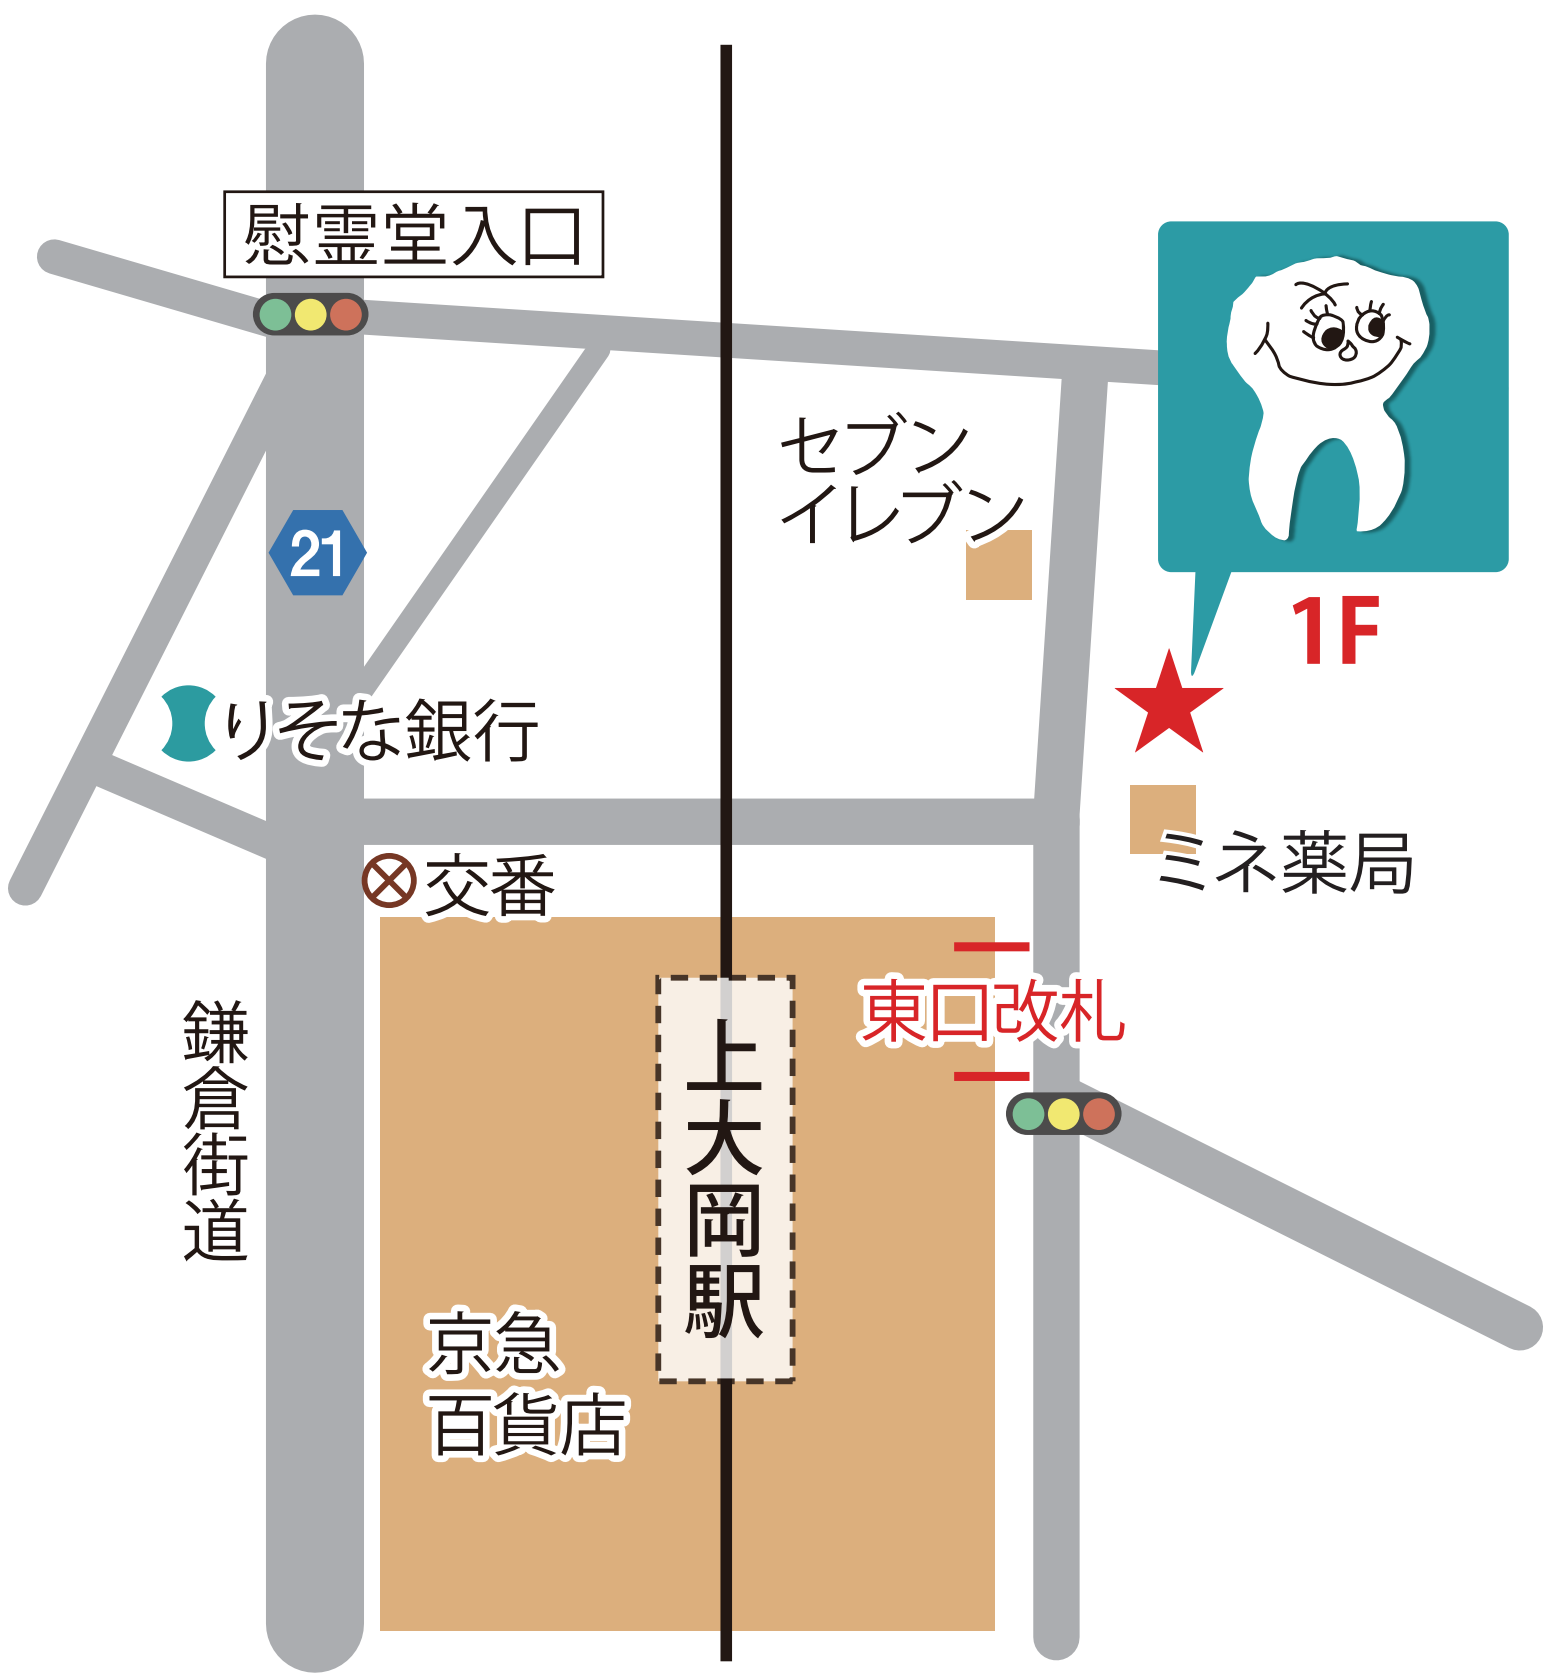 慰霊堂入口
セブン
イレブン
21
1F
りそな銀行
交番
ミネ薬局
東口改札
鎌倉街道
上大岡駅
京急
百貨店